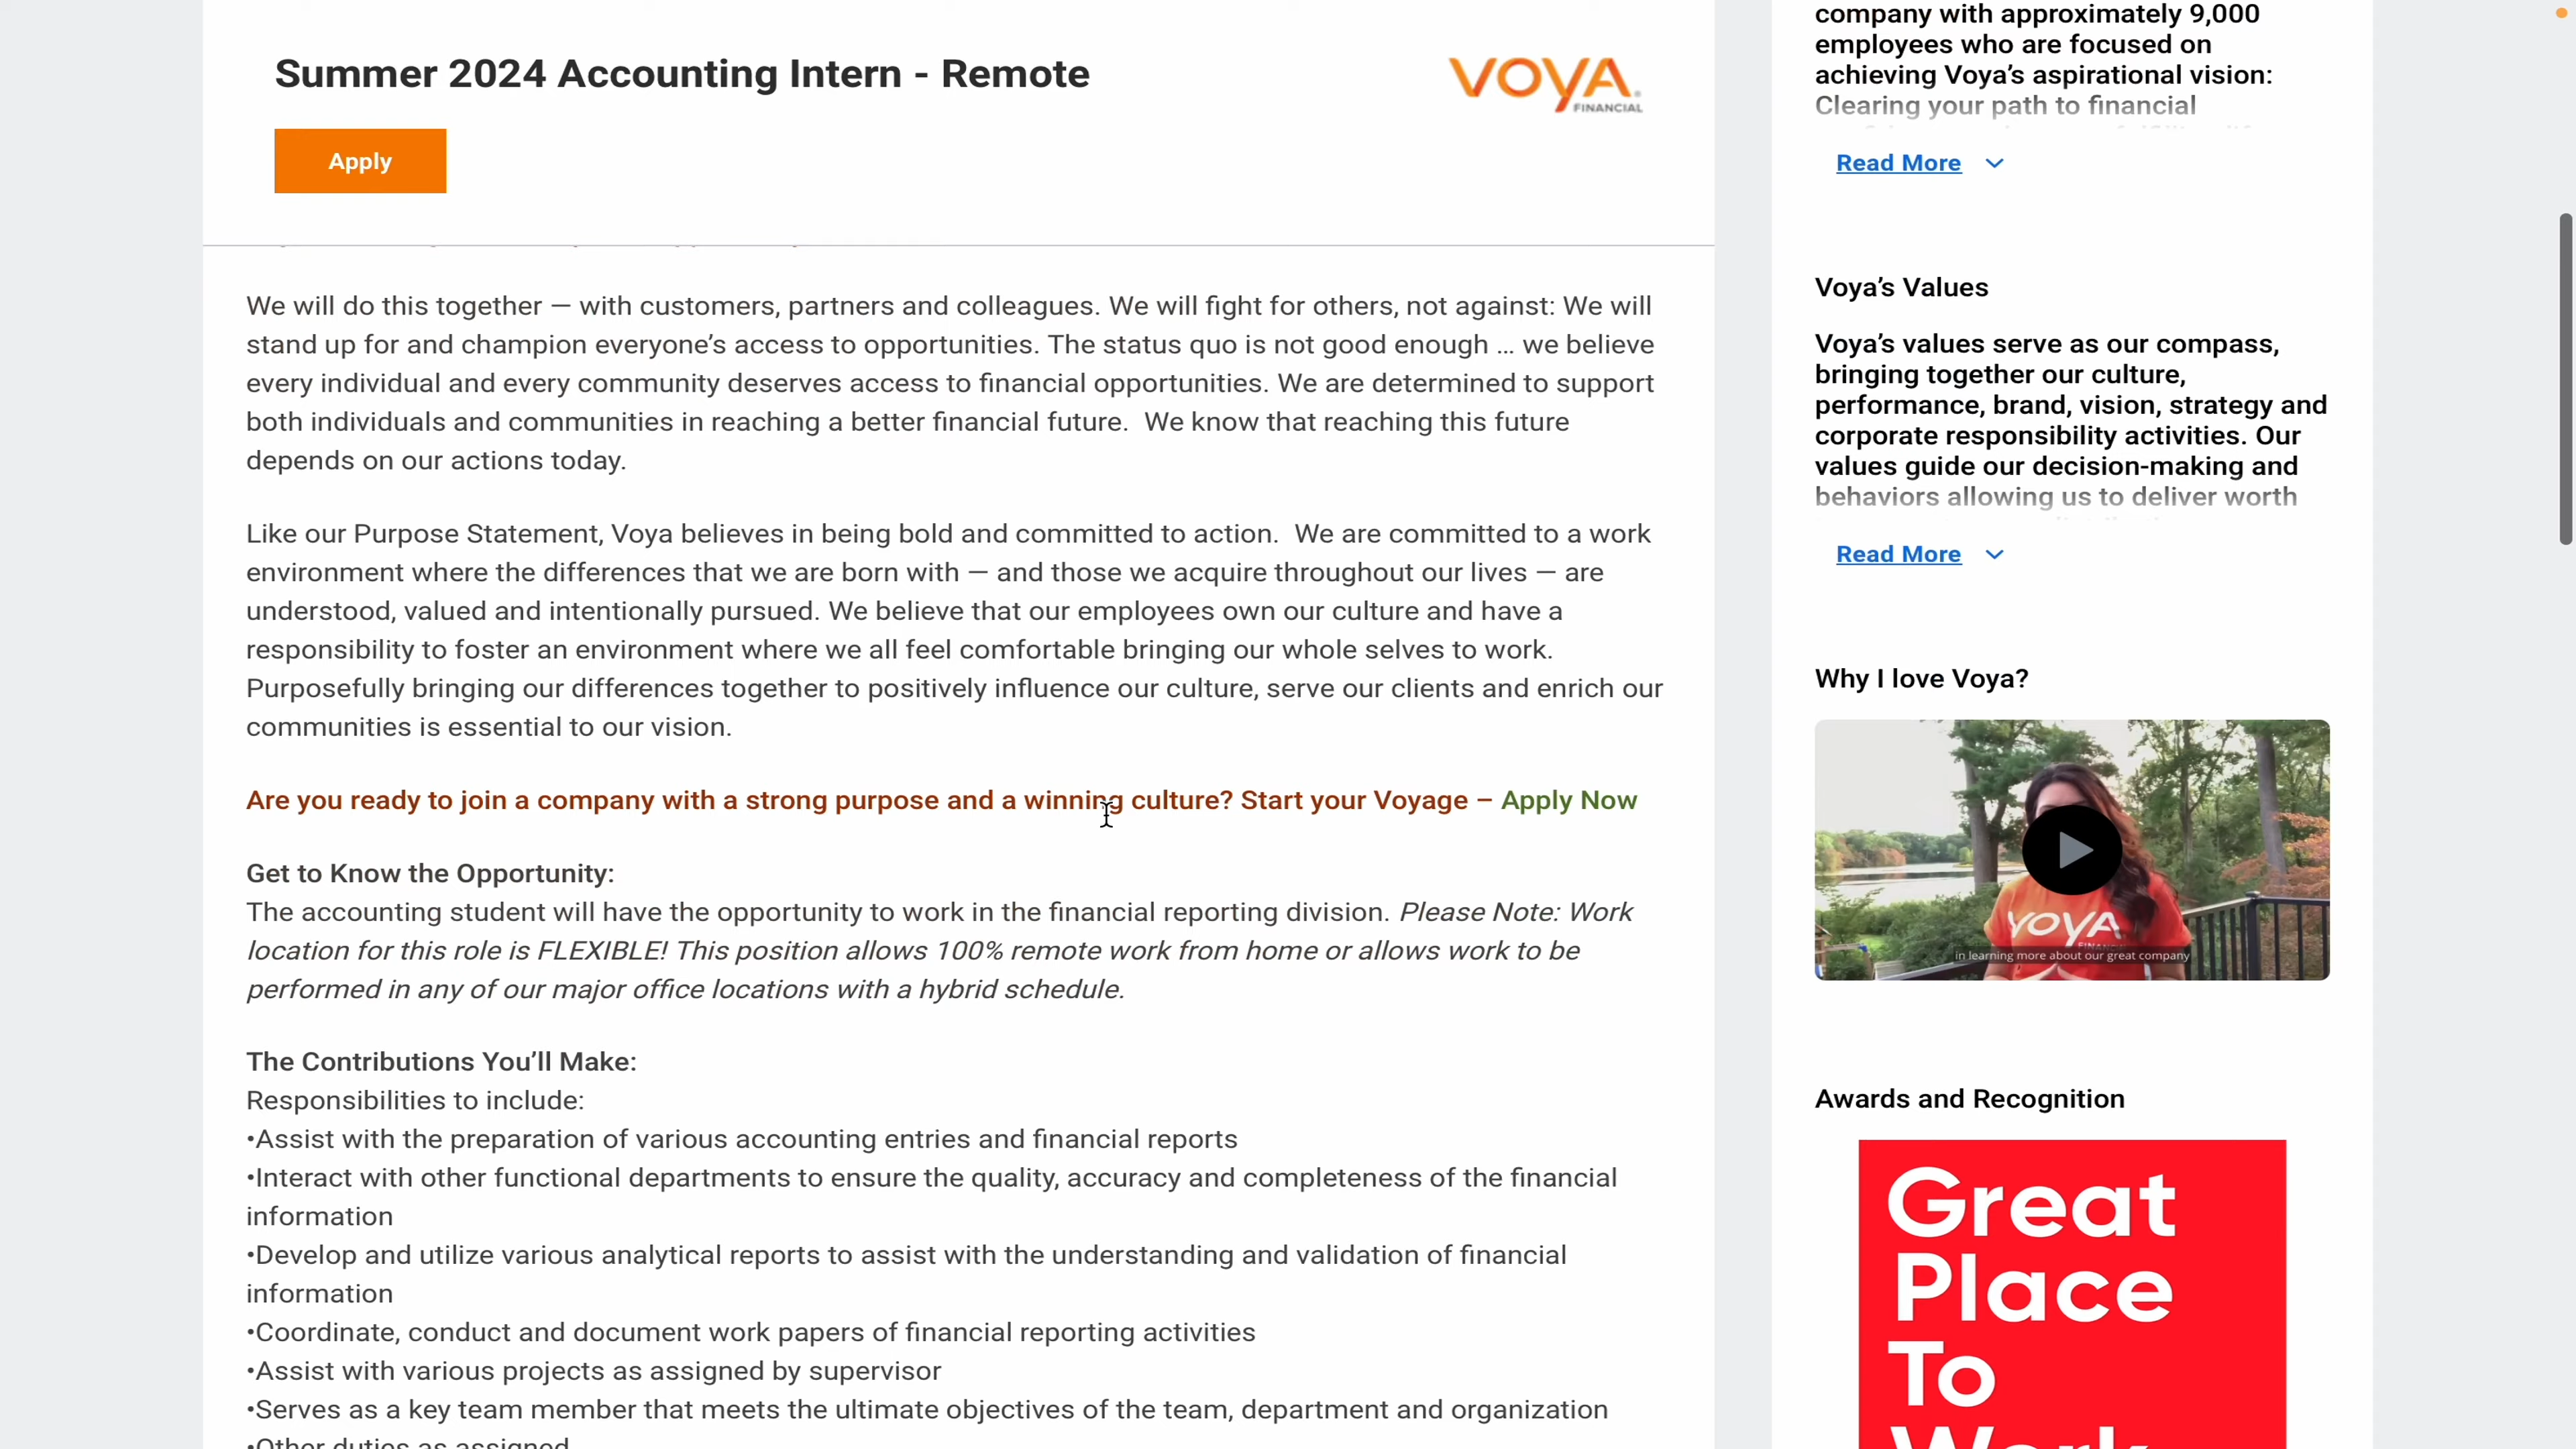 Summer 2024 Accounting Intern - Remote
VOYA
FINANCIAL
Apply
We will do this together — with customers, partners and colleagues. We will fight for others, not against: We will
stand up for and champion everyone’s access to opportunities. The status quo is not good enough … we believe
every individual and every community deserves access to financial opportunities. We are determined to support
both individuals and communities in reaching a better financial future.  We know that reaching this future
depends on our actions today.
Like our Purpose Statement, Voya believes in being bold and committed to action.  We are committed to a work
environment where the differences that we are born with — and those we acquire throughout our lives — are
understood, valued and intentionally pursued. We believe that our employees own our culture and have a
responsibility to foster an environment where we all feel comfortable bringing our whole selves to work.
Purposefully bringing our differences together to positively influence our culture, serve our clients and enrich our
communities is essential to our vision.
Are you ready to join a company with a strong purpose and a winning culture? Start your Voyage – Apply Now
Get to Know the Opportunity:
The accounting student will have the opportunity to work in the financial reporting division. Please Note: Work
location for this role is FLEXIBLE! This position allows 100% remote work from home or allows work to be
performed in any of our major office locations with a hybrid schedule.
The Contributions You’ll Make:
Responsibilities to include:
•Assist with the preparation of various accounting entries and financial reports
•Interact with other functional departments to ensure the quality, accuracy and completeness of the financial
information
•Develop and utilize various analytical reports to assist with the understanding and validation of financial
information
•Coordinate, conduct and document work papers of financial reporting activities
•Assist with various projects as assigned by supervisor
•Serves as a key team member that meets the ultimate objectives of the team, department and organization
•Other duties as assigned
company with approximately 9,000
employees who are focused on
achieving Voya’s aspirational vision:
Clearing your path to financial
Read More
Voya’s Values
Voya’s values serve as our compass,
bringing together our culture,
performance, brand, vision, strategy and
corporate responsibility activities. Our
values guide our decision-making and
behaviors allowing us to deliver worth
Read More
Why I love Voya?
VOYA
FINANCIAL
in learning more about our great company
Awards and Recognition
Great
Place
To
Work